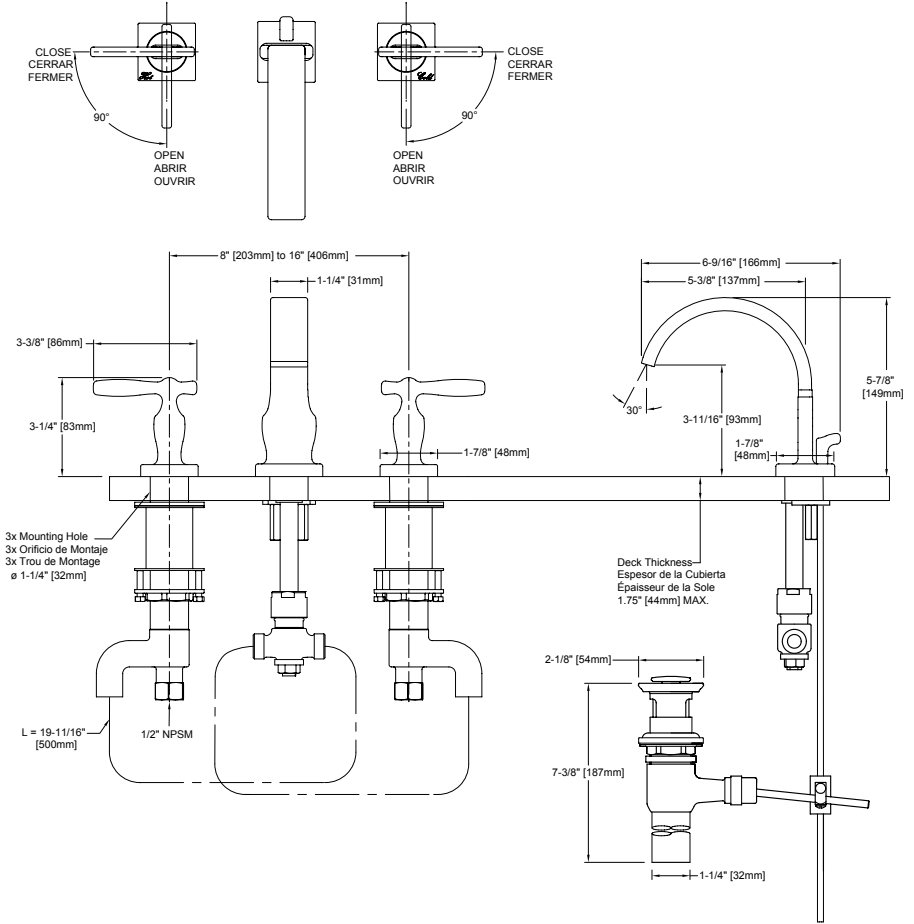 CLOSE
CERRAR
FERMER
90°
OPEN
ABRIR
OUVRIR
Hot
Cold
CLOSE
CERRAR
FERMER
90°
OPEN
ABRIR
OUVRIR
8" [203mm] to 16" [406mm]
1-1/4" [31mm]
3-3/8" [86mm]
3-1/4" [83mm]
1-7/8" [48mm]
6-9/16" [166mm]
5-3/8" [137mm]
30°
3-11/16" [93mm]
5-7/8"
[149mm]
1-7/8"
[48mm]
3x Mounting Hole
3x Orificio de Montaje
3x Trou de Montage
ø 1-1/4" [32mm]
Deck Thickness
Espesor de la Cubierta
Épaisseur de la Sole
1.75" [44mm] MAX.
L = 19-11/16"
[500mm]
1/2" NPSM
2-1/8" [54mm]
7-3/8" [187mm]
1-1/4" [32mm]